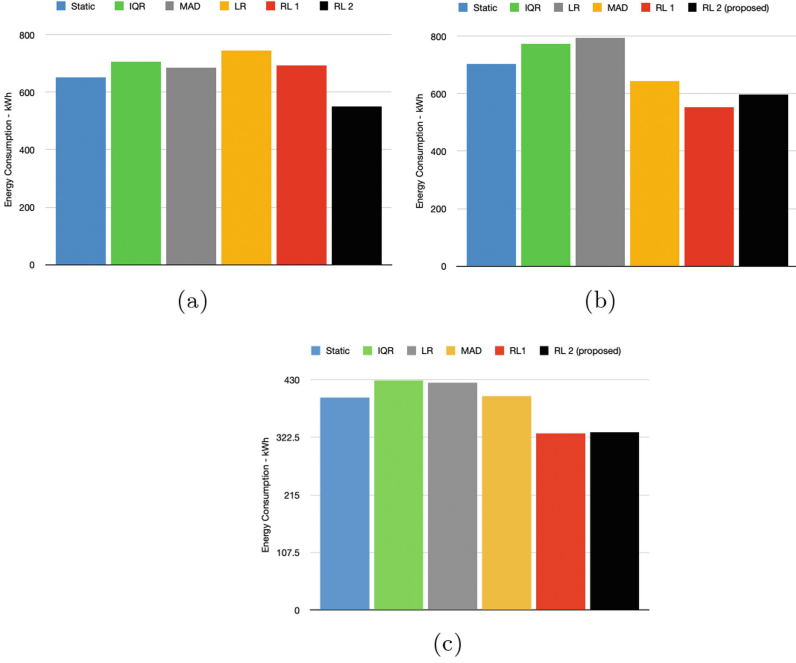 Static IQR MAD LR RL 1 RL 2
Energy Consumption - kWh
800
600
400
200
0
(a)
Static IQR LR MAD RL 1 RL 2 (proposed)
Energy Consumption - kWh
800
600
400
200
0
(b)
Static IQR LR MAD RL1 RL 2 (proposed)
Energy Consumption - kWh
430
322.5
215
107.5
0
(c)